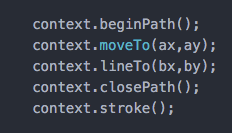 context.beginPath();
context.moveTo(ax,ay);
context.lineTo(bx,by);
context.closePath();
context.stroke();